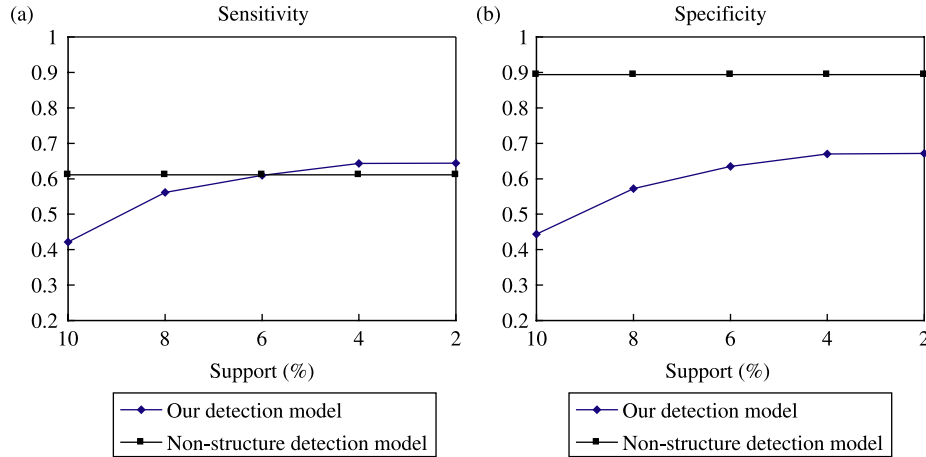 (a)
Sensitivity
1
0.9
0.8
0.7
0.6
0.5
0.4
0.3
0.2
10
8
6
4
2
Support (%)
Our detection model
Non-structure detection model
(b)
Specificity
1
0.9
0.8
0.7
0.6
0.5
0.4
0.3
0.2
10
8
6
4
2
Support (%)
Our detection model
Non-structure detection model